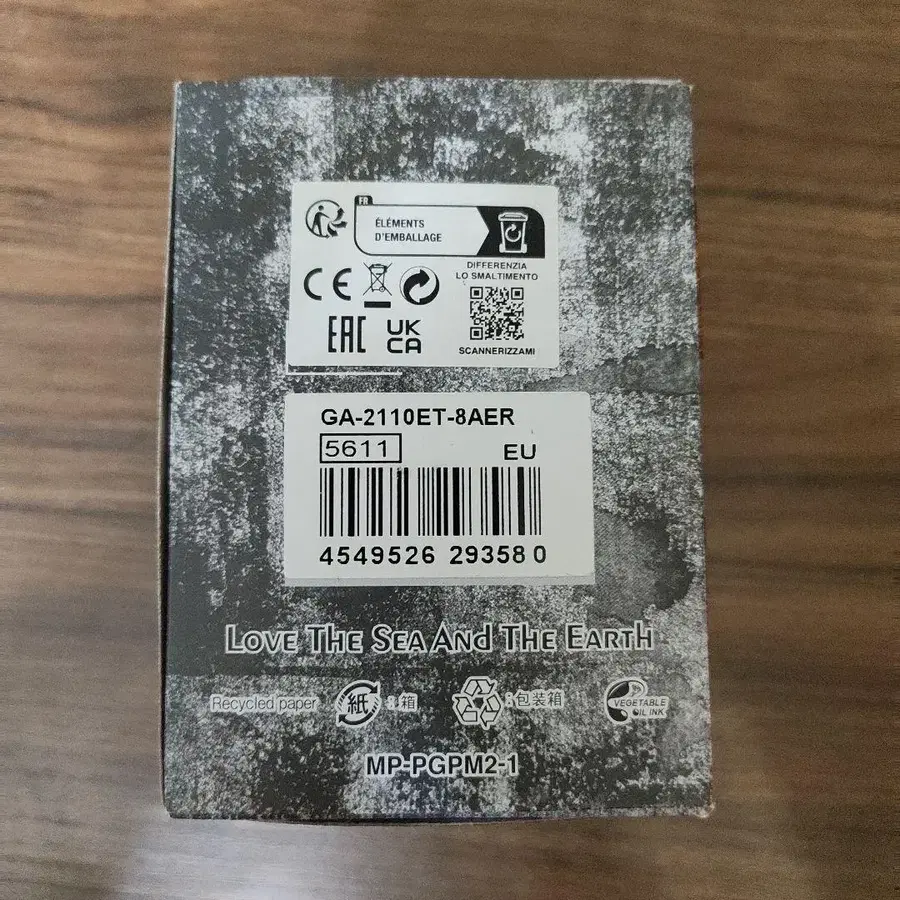 FR
ÉLÉMENTS
D'EMBALLAGE
DIFFERENZIA
LO SMALTIMENTO
CE
EAC
UK
CA
SCANNERIZZAMI
GA-2110ET-8AER
5611
EU
4549526 293580
LOVE THE SEA AND THE EARTH
Recycled paper 紙 :箱 :包装箱 VEGETABLE
OIL INK
MP-PGPM2-1